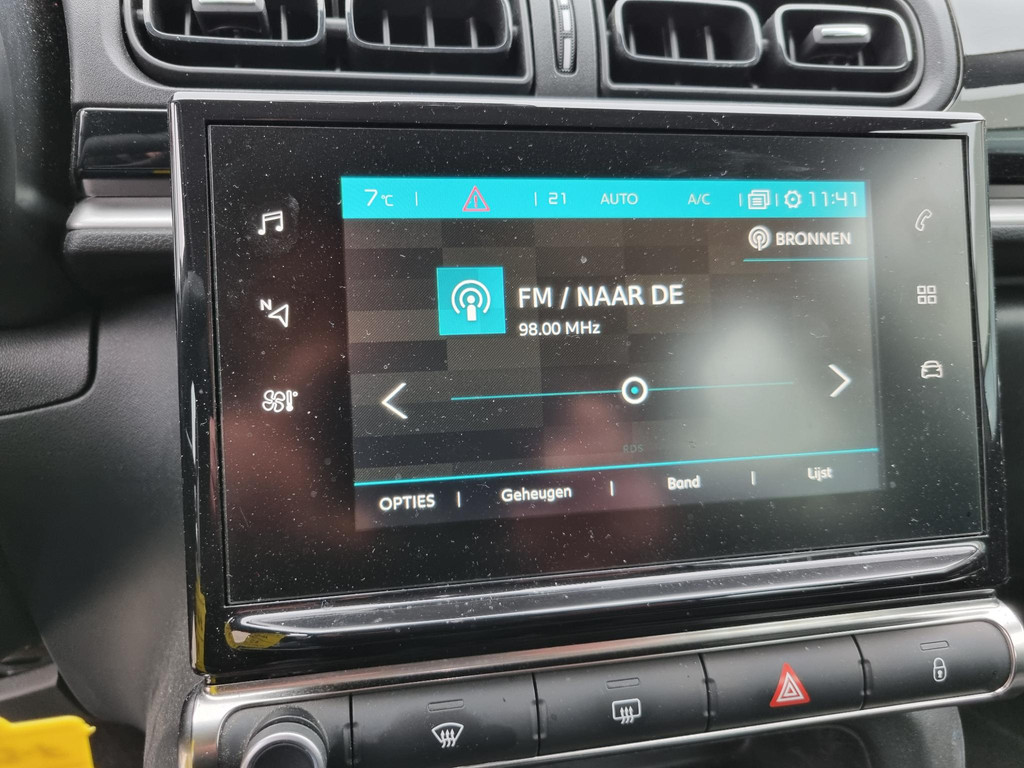 7°C 21 AUTO A/C 11:41
BRONNEN
FM / NAAR DE
98.00 MHz
N
OPTIES Geheugen Band Lijst